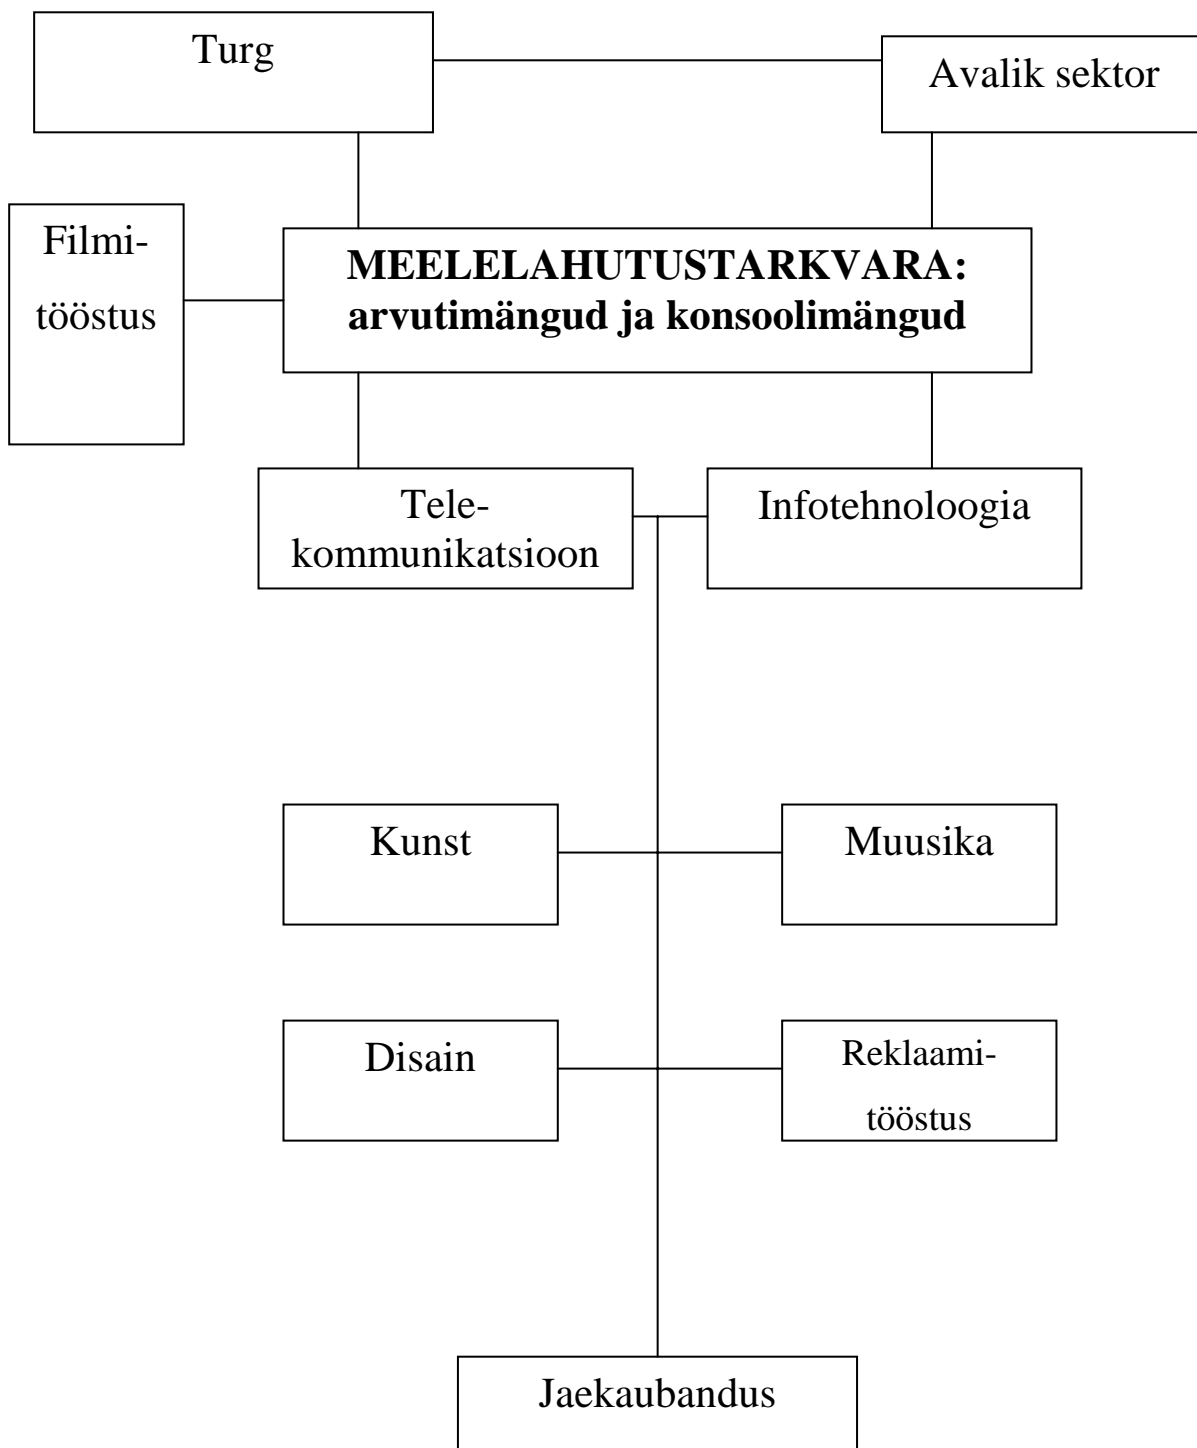 Turg
Avalik sektor
Filmi-
tööstus
MEELELAHUTUSTARKVARA:
arvutimängud ja konsoolimängud
Tele-
kommunikatsioon
Infotehnoloogia
Kunst
Muusika
Disain
Reklaami-
tööstus
Jaekaubandus